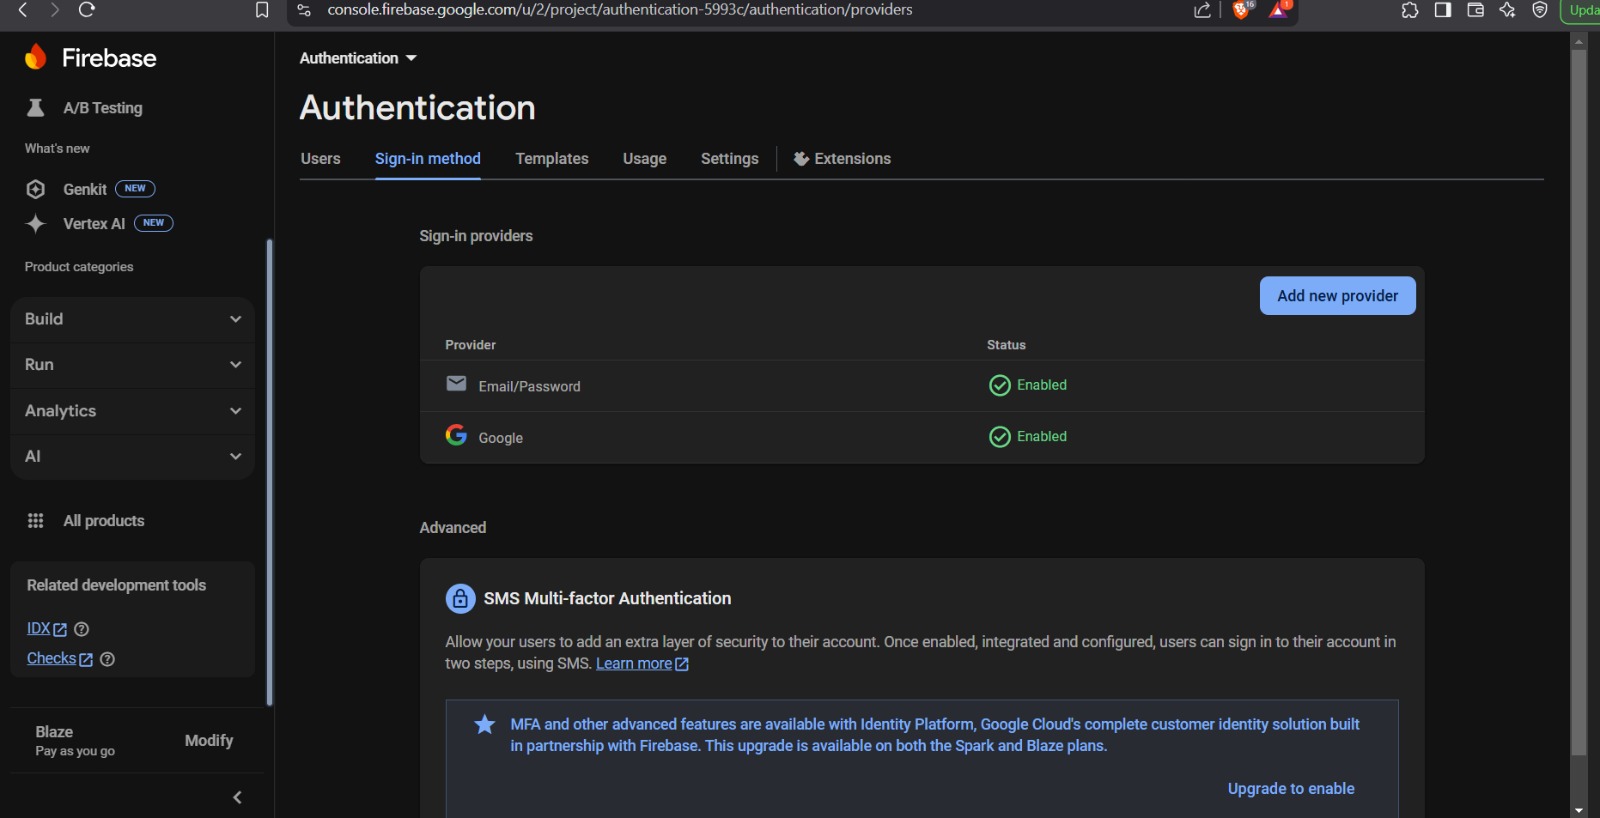 console.firebase.google.com/u/2/project/authentication-5993c/authentication/providers
16
1
Upda
Firebase
A/B Testing
What's new
Genkit NEW
Vertex AI NEW
Product categories
Build
Run
Analytics
AI
All products
Related development tools
IDX
Checks
Blaze
Pay as you go
Modify
Authentication
Authentication
Users Sign-in method Templates Usage Settings Extensions
Sign-in providers
Add new provider
Provider Status
Email/Password Enabled
Google Enabled
Advanced
SMS Multi-factor Authentication
Allow your users to add an extra layer of security to their account. Once enabled, integrated and configured, users can sign in to their account in
two steps, using SMS. Learn more
MFA and other advanced features are available with Identity Platform, Google Cloud's complete customer identity solution built
in partnership with Firebase. This upgrade is available on both the Spark and Blaze plans.
Upgrade to enable